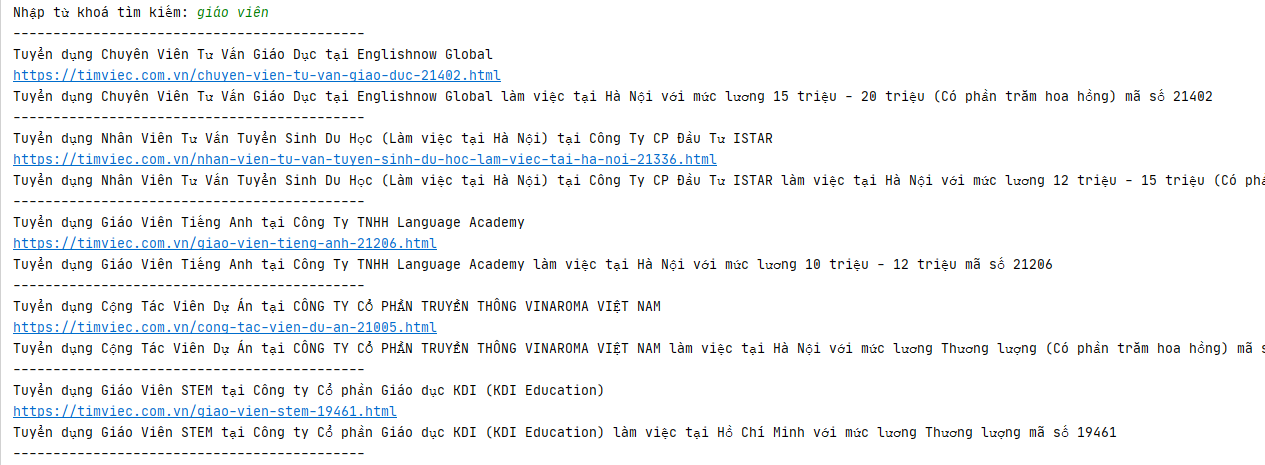 Nhập từ khoá tìm kiếm: giáo viên
--------------------------------------------
Tuyển dụng Chuyên Viên Tư Vấn Giáo Dục tại Englishnow Global
https://timviec.com.vn/chuyen-vien-tu-van-giao-duc-21402.html
Tuyển dụng Chuyên Viên Tư Vấn Giáo Dục tại Englishnow Global làm việc tại Hà Nội với mức lương 15 triệu - 20 triệu (Có phần trăm hoa hồng) mã số 21402
--------------------------------------------
Tuyển dụng Nhân Viên Tư Vấn Tuyển Sinh Du Học (Làm việc tại Hà Nội) tại Công Ty CP Đầu Tư ISTAR
https://timviec.com.vn/nhan-vien-tu-van-tuyen-sinh-du-hoc-lam-viec-tai-ha-noi-21336.html
Tuyển dụng Nhân Viên Tư Vấn Tuyển Sinh Du Học (Làm việc tại Hà Nội) tại Công Ty CP Đầu Tư ISTAR làm việc tại Hà Nội với mức lương 12 triệu - 15 triệu (Có
--------------------------------------------
Tuyển dụng Giáo Viên Tiếng Anh tại Công Ty TNHH Language Academy
https://timviec.com.vn/giao-vien-tieng-anh-21206.html
Tuyển dụng Giáo Viên Tiếng Anh tại Công Ty TNHH Language Academy làm việc tại Hà Nội với mức lương 10 triệu - 12 triệu mã số 21206
--------------------------------------------
Tuyển dụng Cộng Tác Viên Dự Án tại CÔNG TY CỔ PHẦN TRUYỀN THÔNG VINAROMA VIỆT NAM
https://timviec.com.vn/cong-tac-vien-du-an-21005.html
Tuyển dụng Cộng Tác Viên Dự Án tại CÔNG TY CỔ PHẦN TRUYỀN THÔNG VINAROMA VIỆT NAM làm việc tại Hà Nội với mức lương Thương lượng (Có phần trăm hoa hồng) mã
--------------------------------------------
Tuyển dụng Giáo Viên STEM tại Công ty Cổ phần Giáo dục KDI (KDI Education)
https://timviec.com.vn/giao-vien-stem-19461.html
Tuyển dụng Giáo Viên STEM tại Công ty Cổ phần Giáo dục KDI (KDI Education) làm việc tại Hồ Chí Minh với mức lương Thương lượng mã số 19461
--------------------------------------------